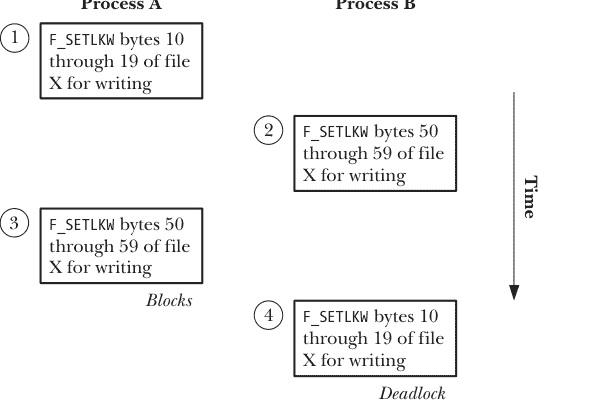 Process A
Process B
1
F_SETLKW bytes 10
through 19 of file
X for writing
2
F_SETLKW bytes 50
through 59 of file
X for writing
Time
3
F_SETLKW bytes 50
through 59 of file
X for writing
Blocks
4
F_SETLKW bytes 10
through 19 of file
X for writing
Deadlock